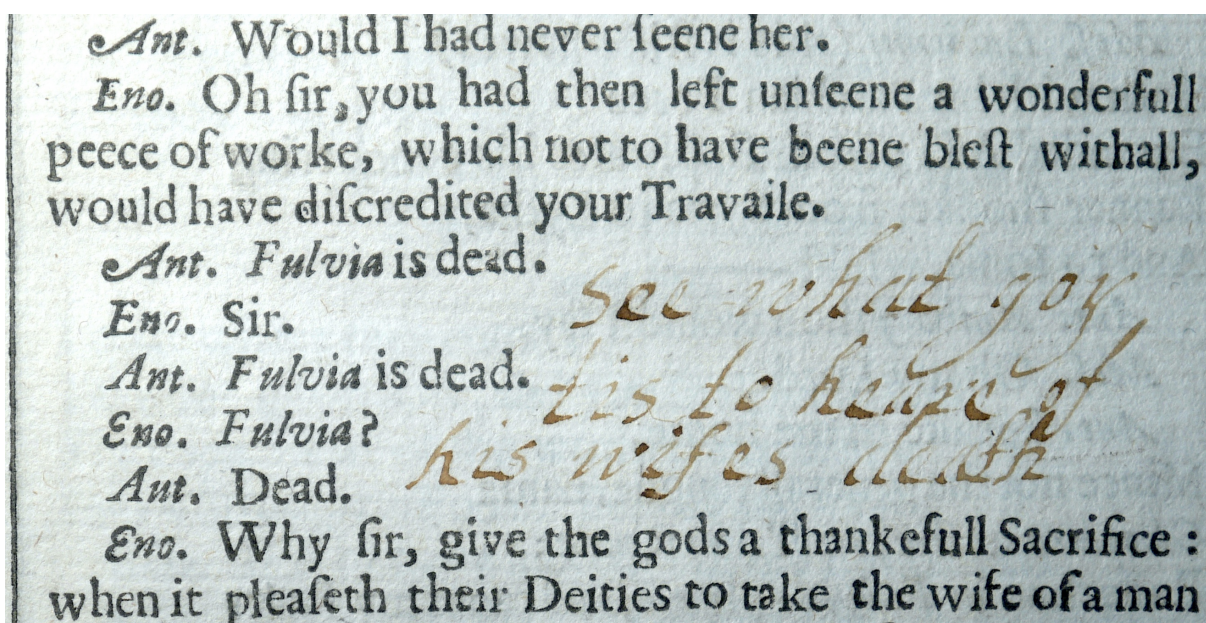 Ant. Would I had never ſeene her.
Eno. Oh ſir, you had then left unſeene a wonderfull
peece of worke, which not to have beene bleſt withall,
would have diſcredited your Travaile.
Ant. Fulvia is dead.
Eno. Sir.
see what yoy
Ant. Fulvia is dead.
tis to heare of
Eno. Fulvia?
his wifes death
Aut. Dead.
Eno. Why ſir, give the gods a thankefull Sacrifice :
when it pleaſeth their Deities to take the wife of a man